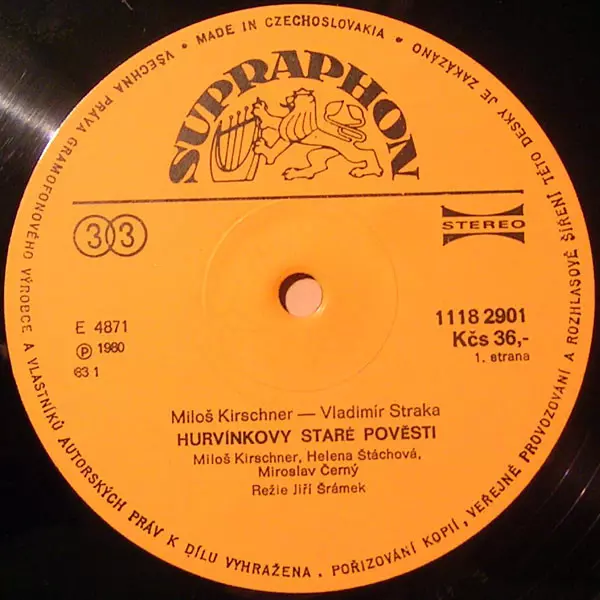 VŠECHNA PRÁVA GRAMOFONOVÉHO VÝROBCE A VLASTNÍKŮ AUTORSKÝCH PRÁV K DÍLU VYHRAŽENA . POŘIZOVÁNÍ KOPIÍ, VEŘEJNÉ PROVOZOVÁNÍ A ROZHLASOVÉ ŠÍŘENÍ TÉTO DESKY JE ZAKÁZÁNO • MADE IN CZECHOSLOVAKIA •
SUPRAPHON
33
STEREO
E 4871
℗ 1980
63 1
1118 2901
Kčs 36,-
1. strana
Miloš Kirschner — Vladimír Straka
HURVÍNKOVY STARÉ POVĚSTI
Miloš Kirschner, Helena Štáchová,
Miroslav Černý
Režie Jiří Šrámek